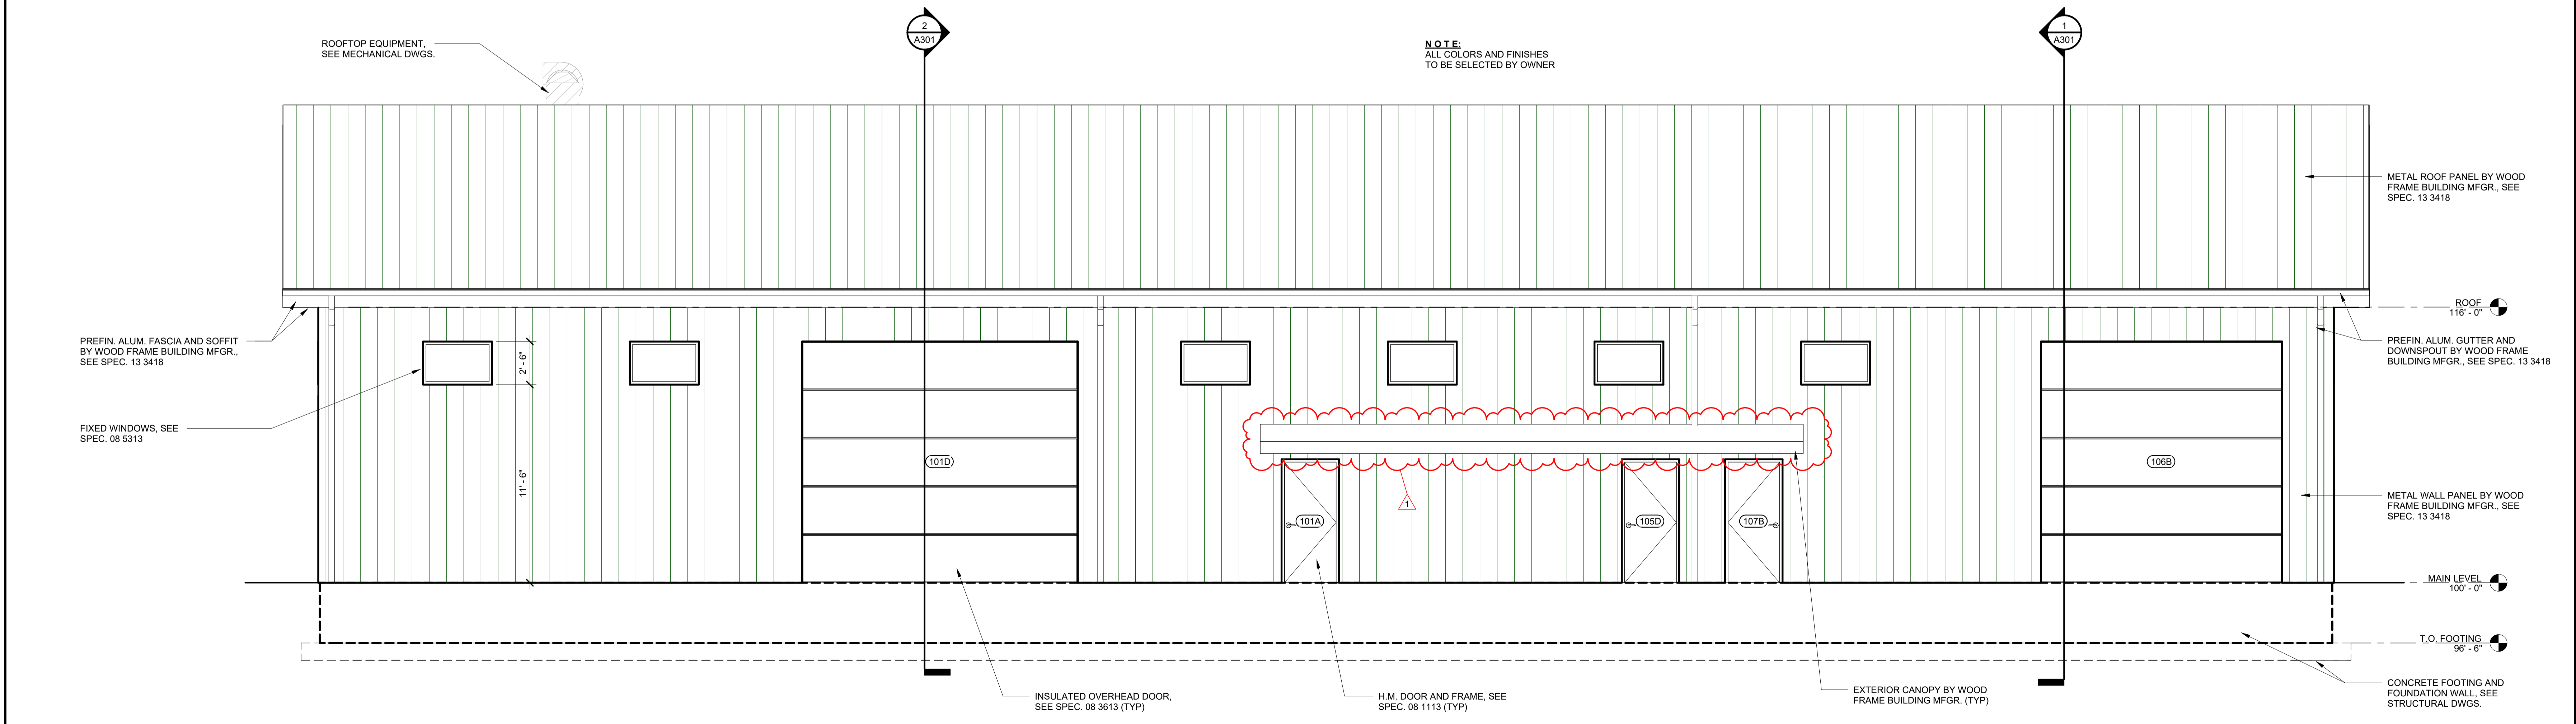 2
A301
1
A301
ROOFTOP EQUIPMENT,
SEE MECHANICAL DWGS.
NOTE:
ALL COLORS AND FINISHES
TO BE SELECTED BY OWNER
METAL ROOF PANEL BY WOOD
FRAME BUILDING MFGR., SEE
SPEC. 13 3418
ROOF
116' - 0"
PREFIN. ALUM. FASCIA AND SOFFIT
BY WOOD FRAME BUILDING MFGR.,
SEE SPEC. 13 3418
2' - 6"
PREFIN. ALUM. GUTTER AND
DOWNSPOUT BY WOOD FRAME
BUILDING MFGR., SEE SPEC. 13 3418
FIXED WINDOWS, SEE
SPEC. 08 5313
11' - 6"
101D
106B
1
101A
105D
107B
METAL WALL PANEL BY WOOD
FRAME BUILDING MFGR., SEE
SPEC. 13 3418
MAIN LEVEL
100' - 0"
T.O. FOOTING
96' - 6"
INSULATED OVERHEAD DOOR,
SEE SPEC. 08 3613 (TYP)
H.M. DOOR AND FRAME, SEE
SPEC. 08 1113 (TYP)
EXTERIOR CANOPY BY WOOD
FRAME BUILDING MFGR. (TYP)
CONCRETE FOOTING AND
FOUNDATION WALL, SEE
STRUCTURAL DWGS.